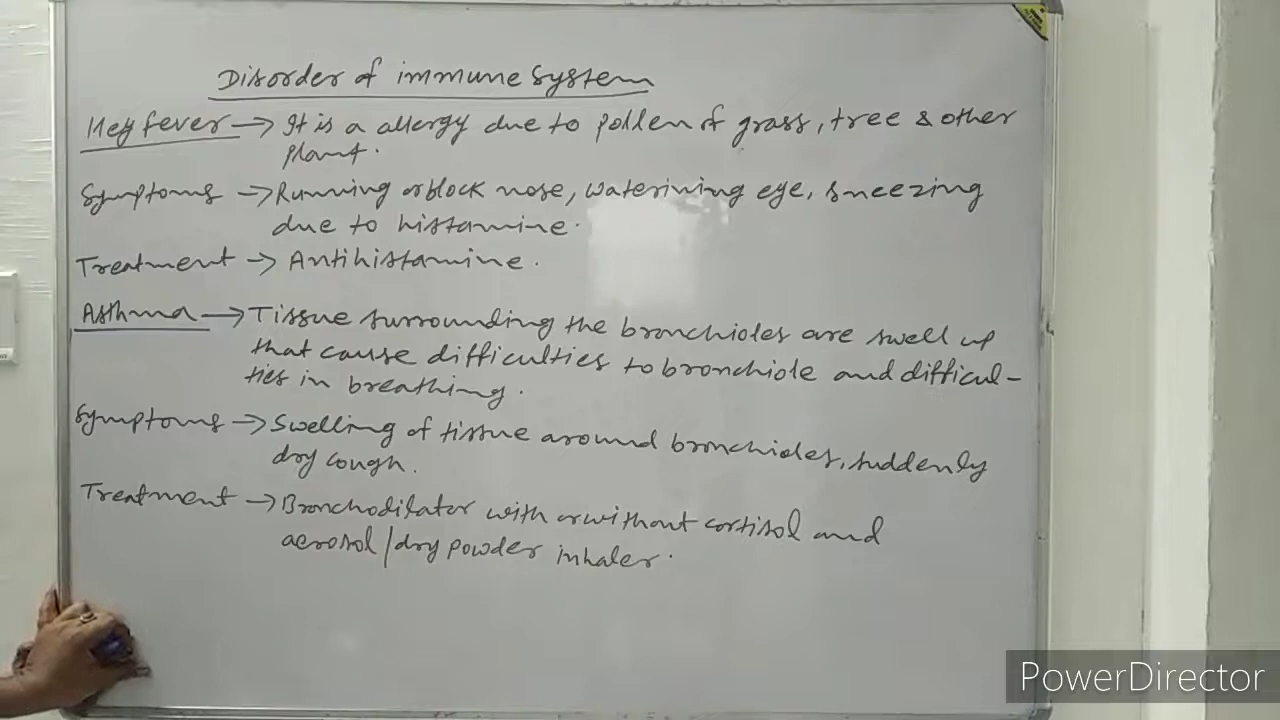 Disorder of immune System
Hey fever → It is a allergy due to pollen of grass, tree & other
plant.
Symptoms → Running or block nose, waterining eye, sneezing
due to histamine.
Treatment → Antihistamine.
Asthma → Tissue surrounding the bronchioles are swell up
that cause difficulties to bronchiole and difficul-
ties in breathing.
Symptoms → Swelling of tissue around bronchioles, suddenly
dry cough.
Treatment → Bronchodilator with or without cortisol and
aerosol/dry powder inhaler.
PowerDirector